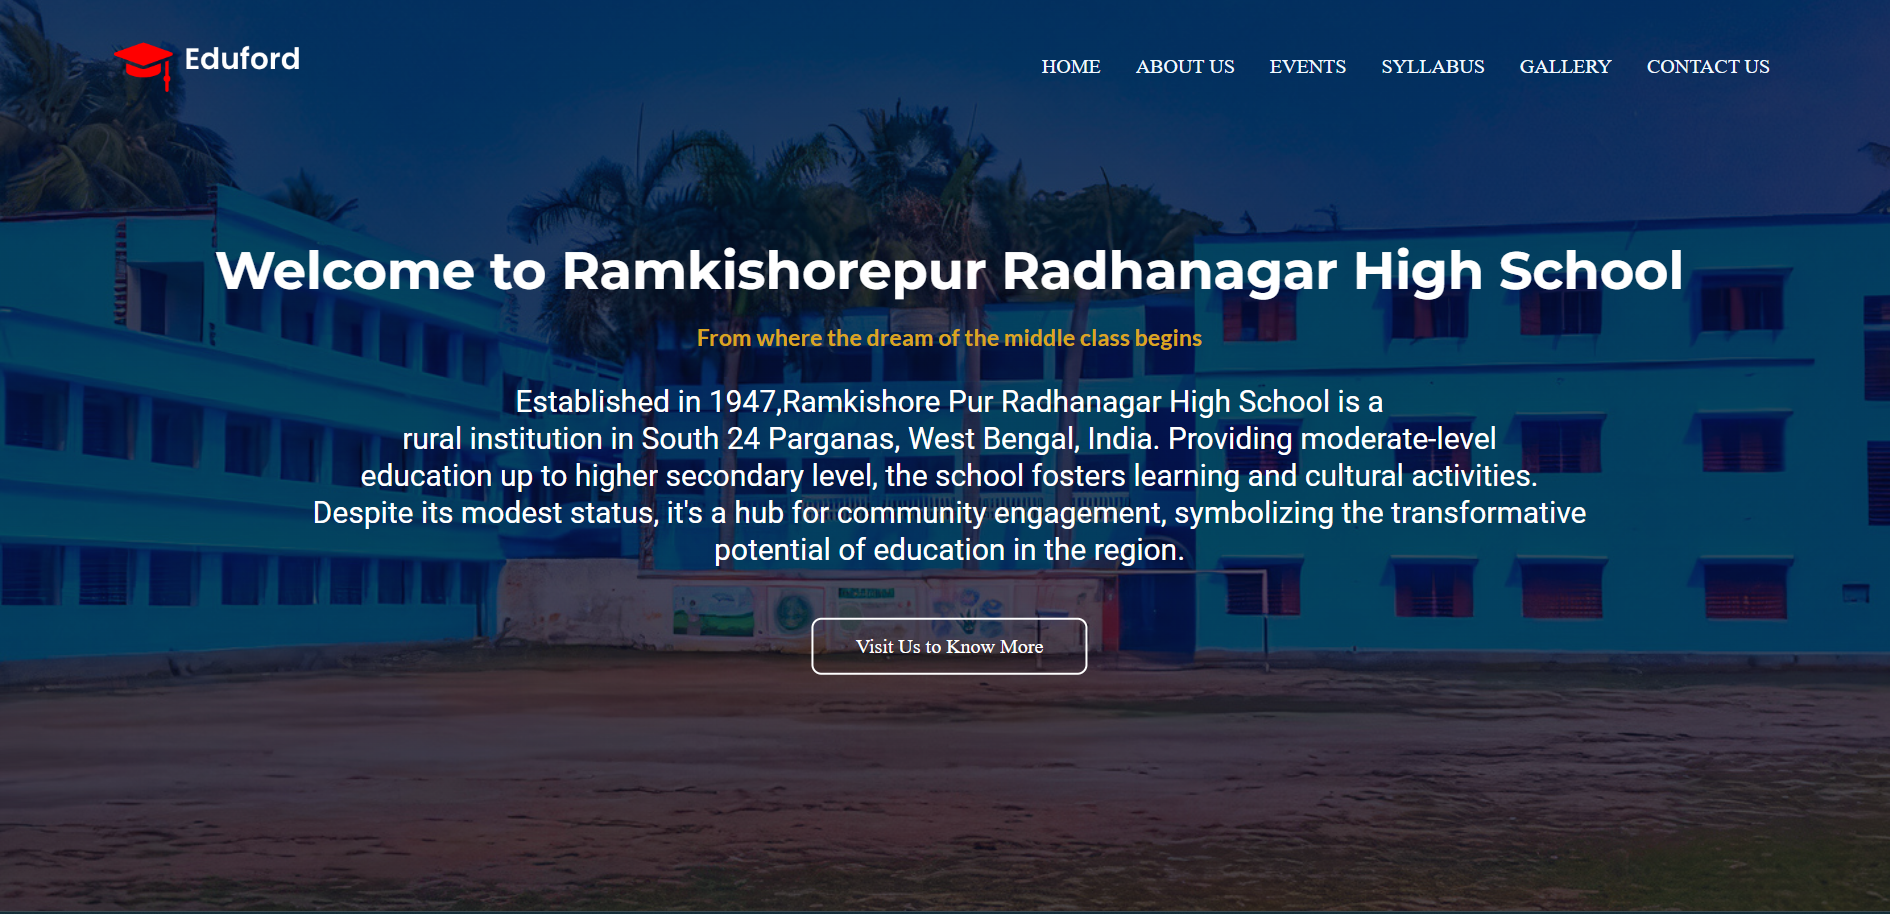 Eduford
HOME ABOUT US EVENTS SYLLABUS GALLERY CONTACT US
Welcome to Ramkishorepur Radhanagar High School
From where the dream of the middle class begins
Established in 1947,Ramkishore Pur Radhanagar High School is a
rural institution in South 24 Parganas, West Bengal, India. Providing moderate-level
education up to higher secondary level, the school fosters learning and cultural activities.
Despite its modest status, it's a hub for community engagement, symbolizing the transformative
potential of education in the region.
Visit Us to Know More